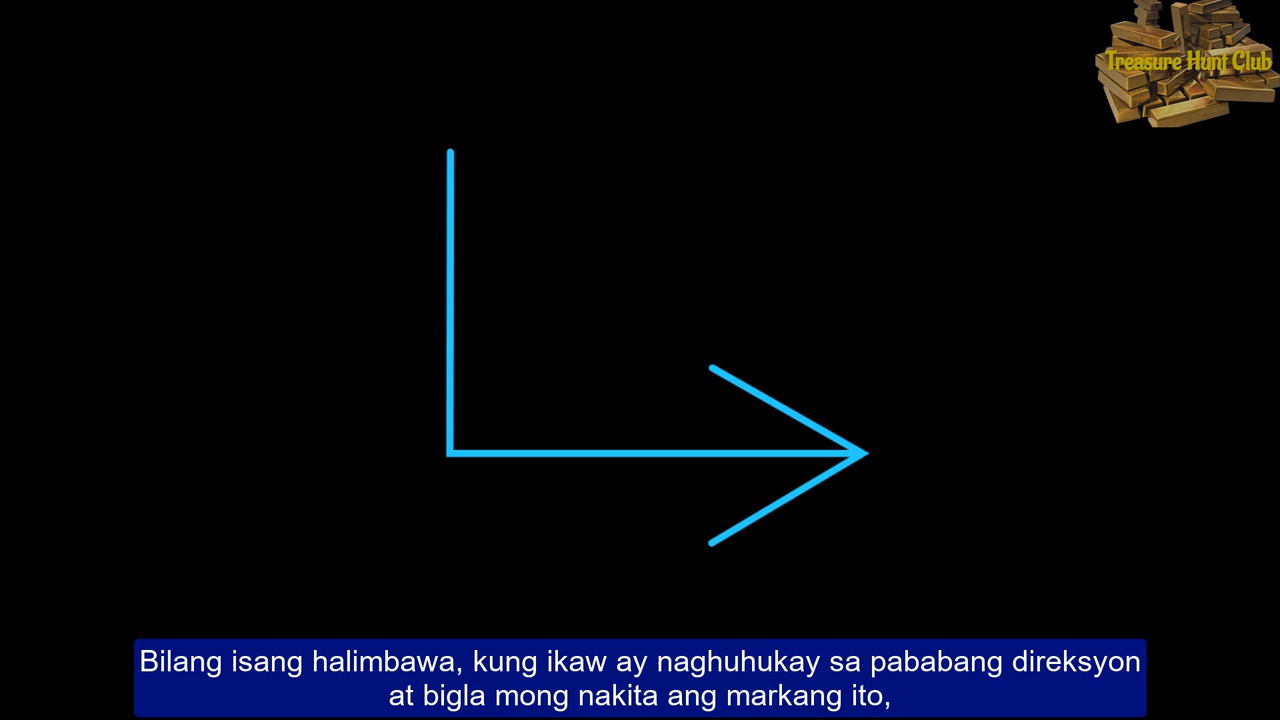 Treasure Hunt Club
Bilang isang halimbawa, kung ikaw ay naghuhukay sa pababang direksyon
at bigla mong nakita ang markang ito,